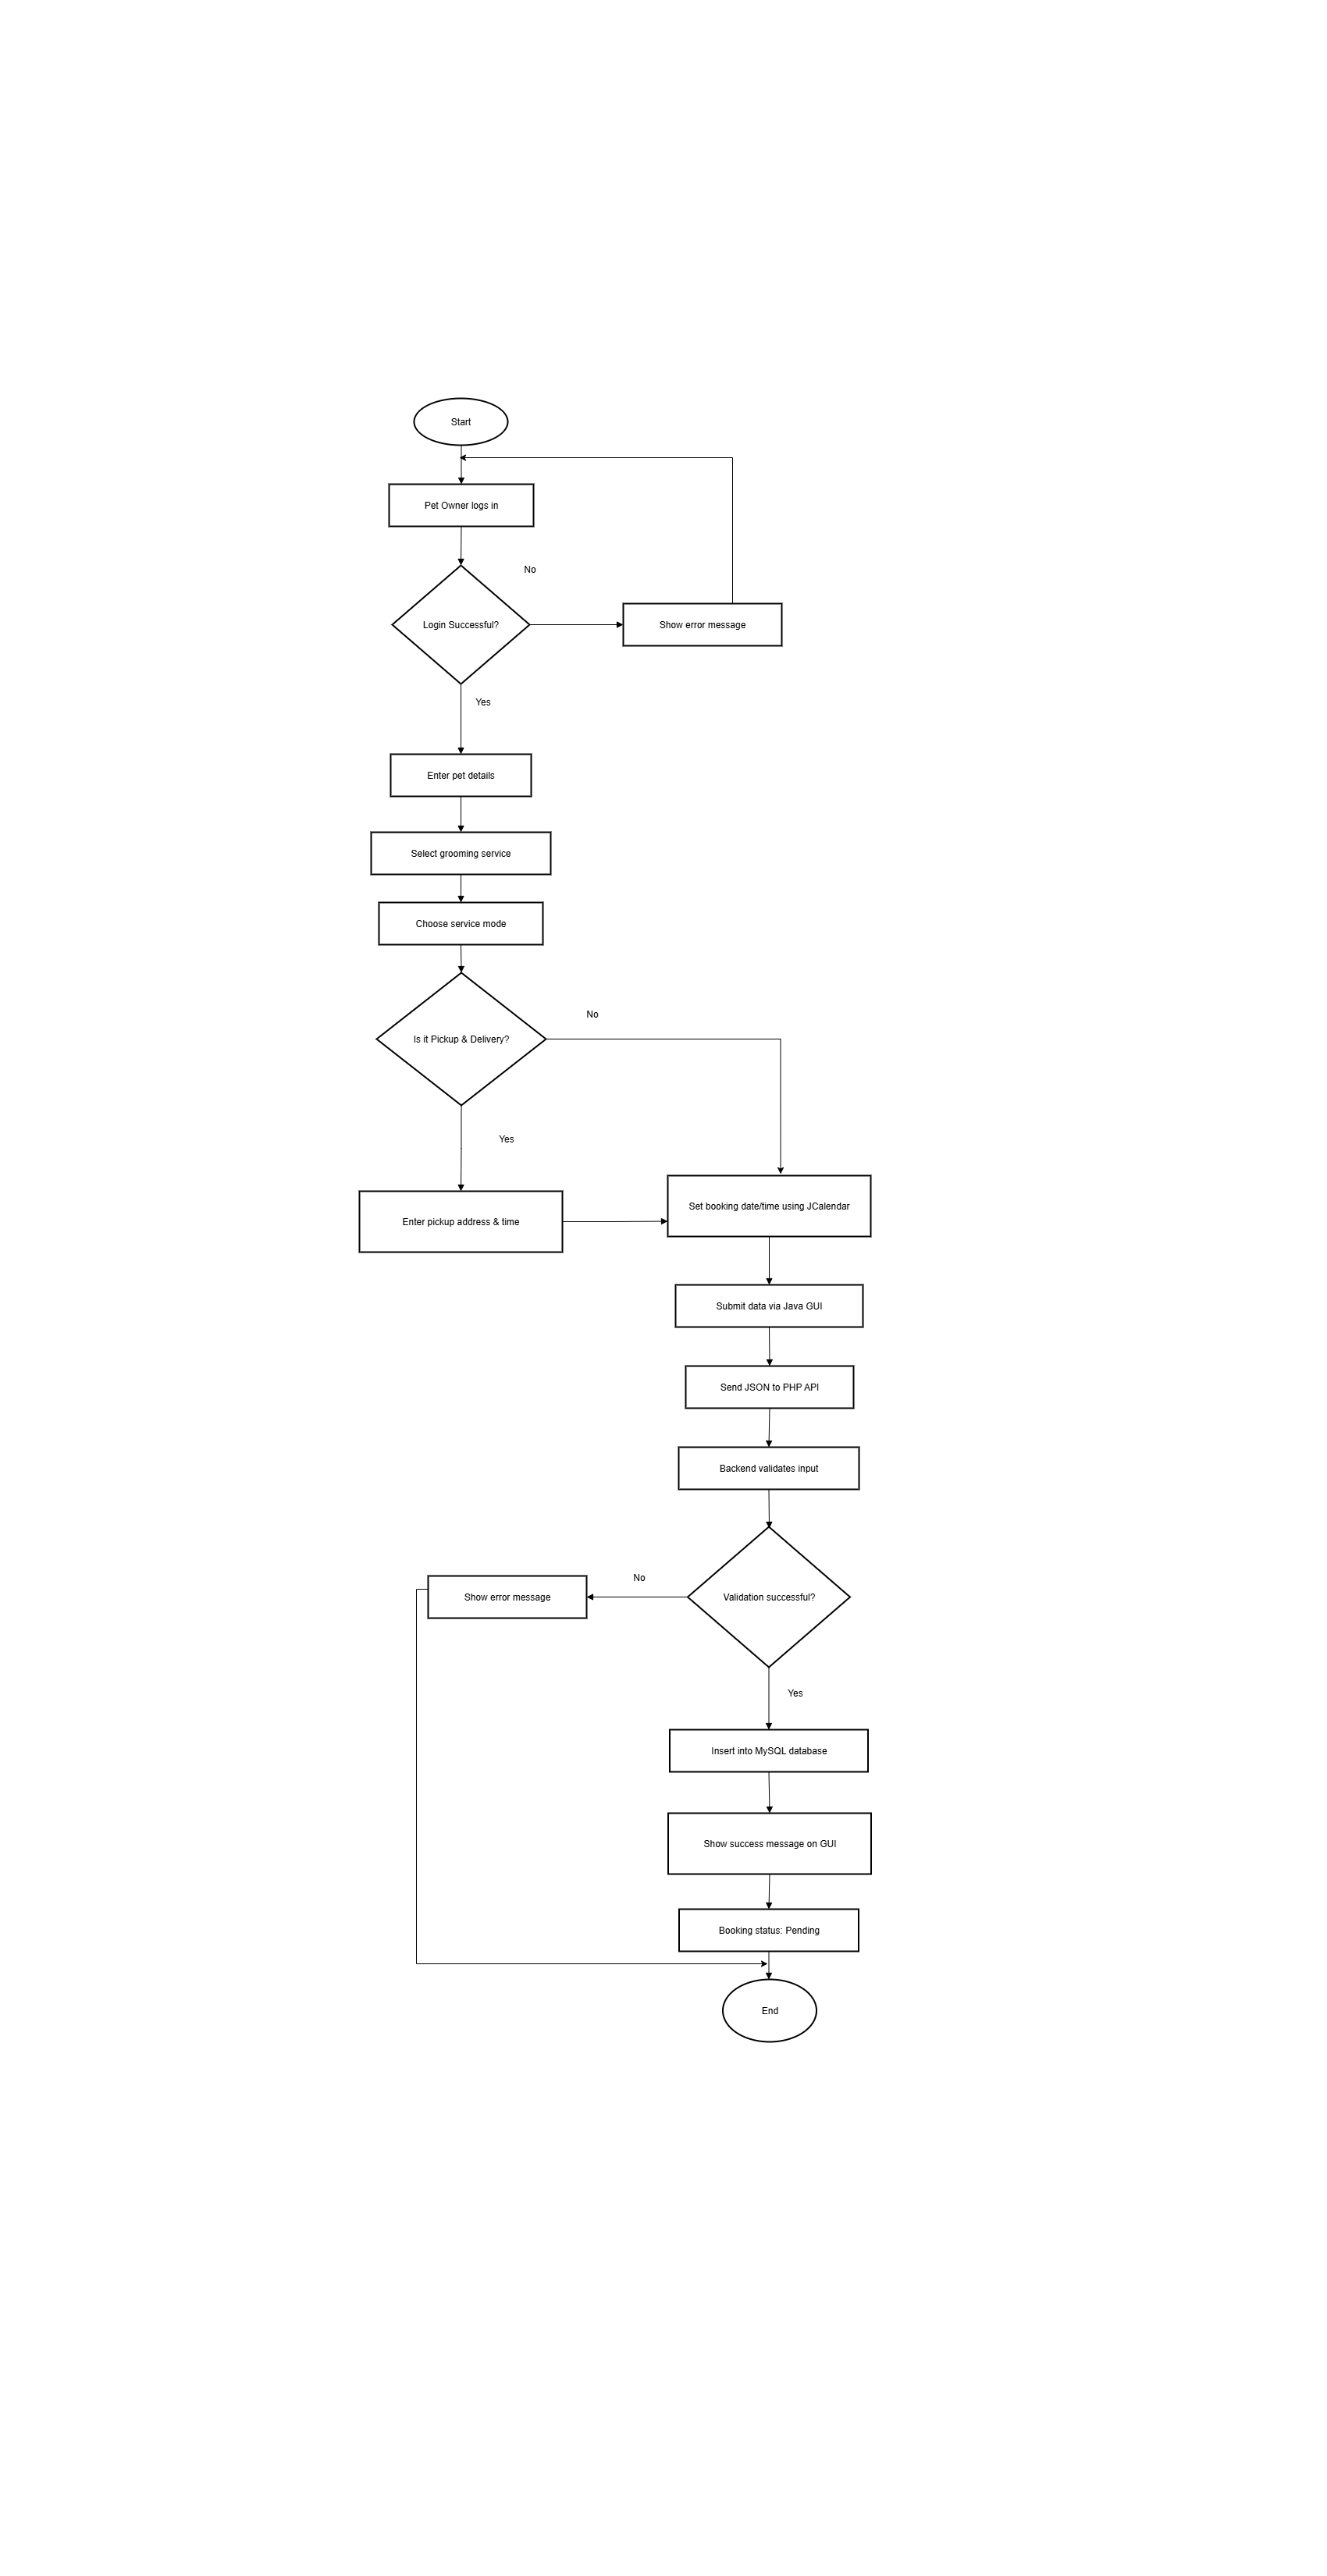 Start
Pet Owner logs in
No
Login Successful?
Show error message
Yes
Enter pet details
Select grooming service
Choose service mode
No
Is it Pickup & Delivery?
Yes
Set booking date/time using JCalendar
Enter pickup address & time
Submit data via Java GUI
Send JSON to PHP API
Backend validates input
No
Show error message
Validation successful?
Yes
Insert into MySQL database
Show success message on GUI
Booking status: Pending
End